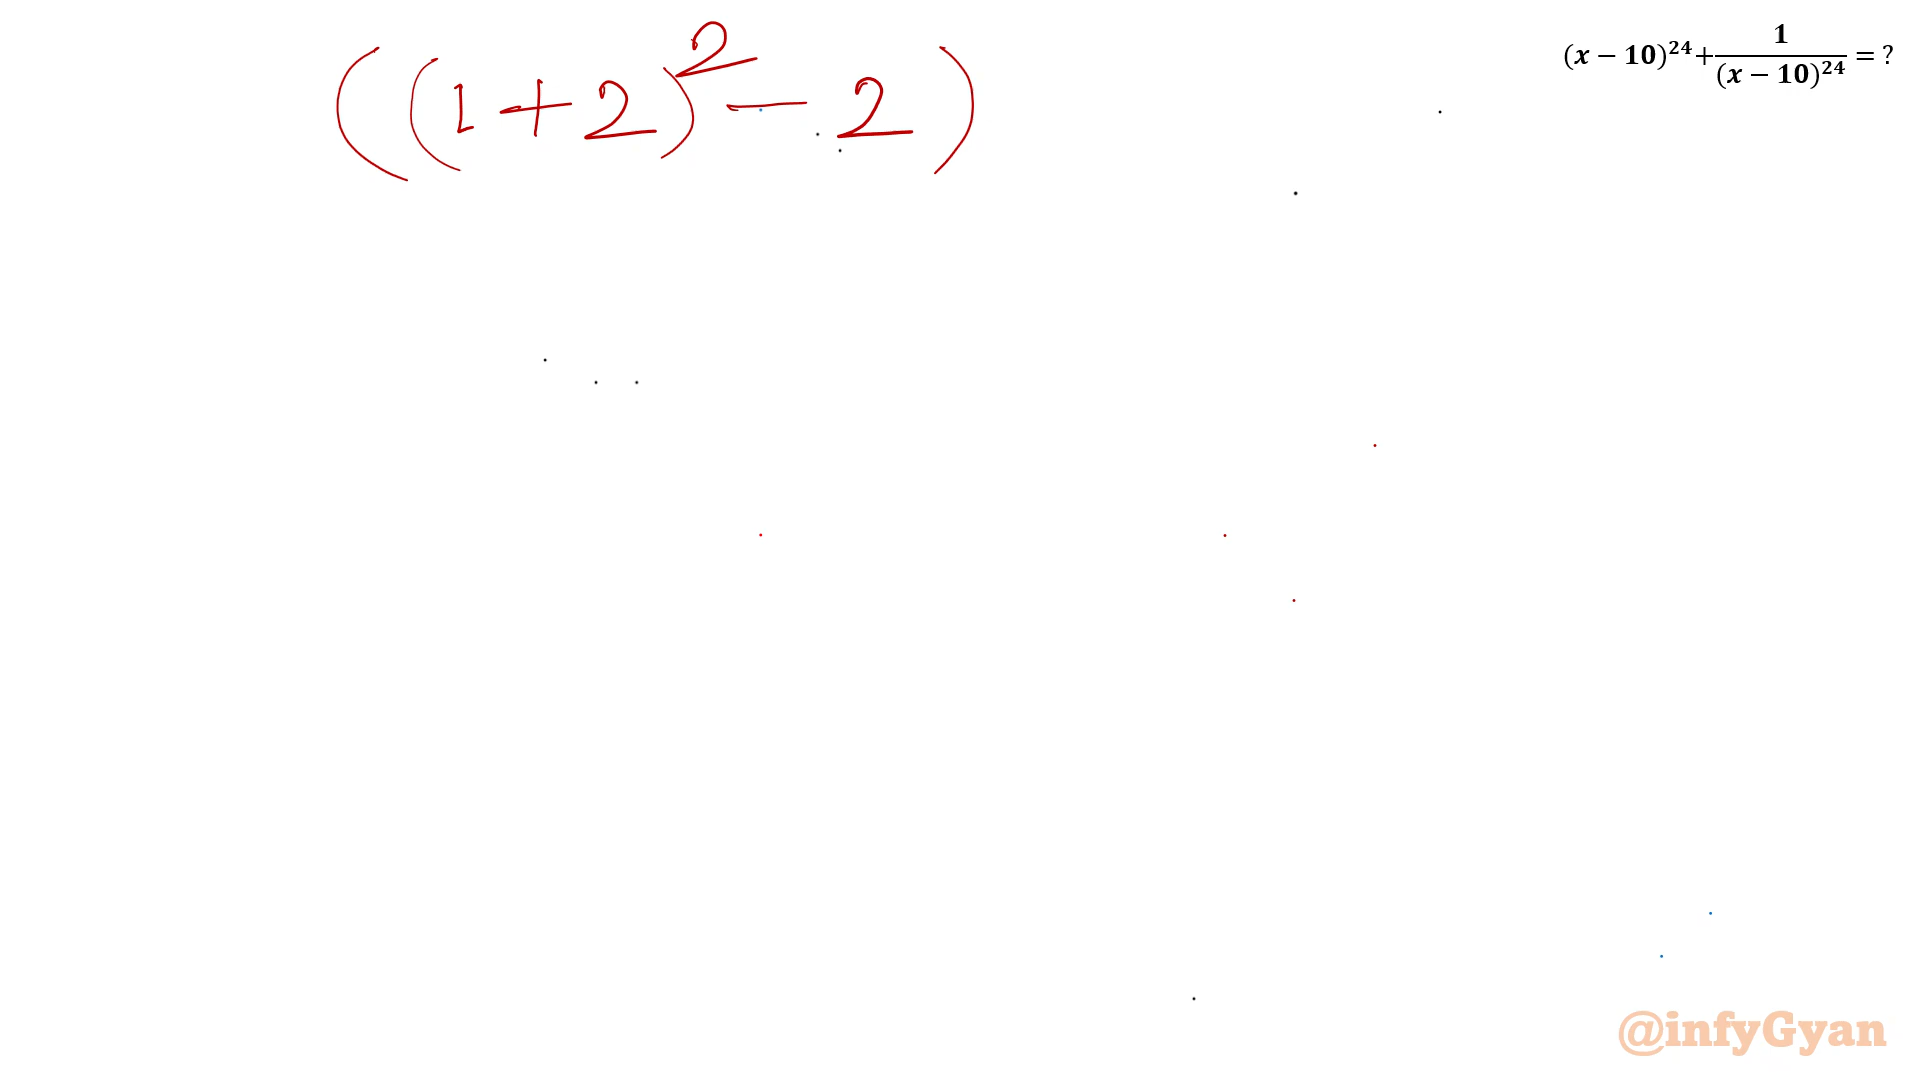 ((1+2)²-2)
(x − 10)²⁴+1/(x − 10)²⁴ = ?
@infyGyan